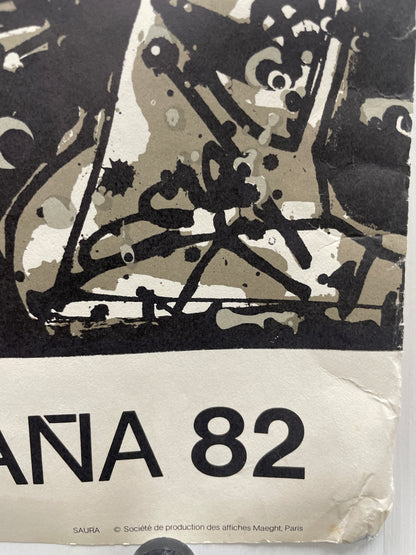 AÑA 82
SAURA © Société de production des affiches Maeght, Paris